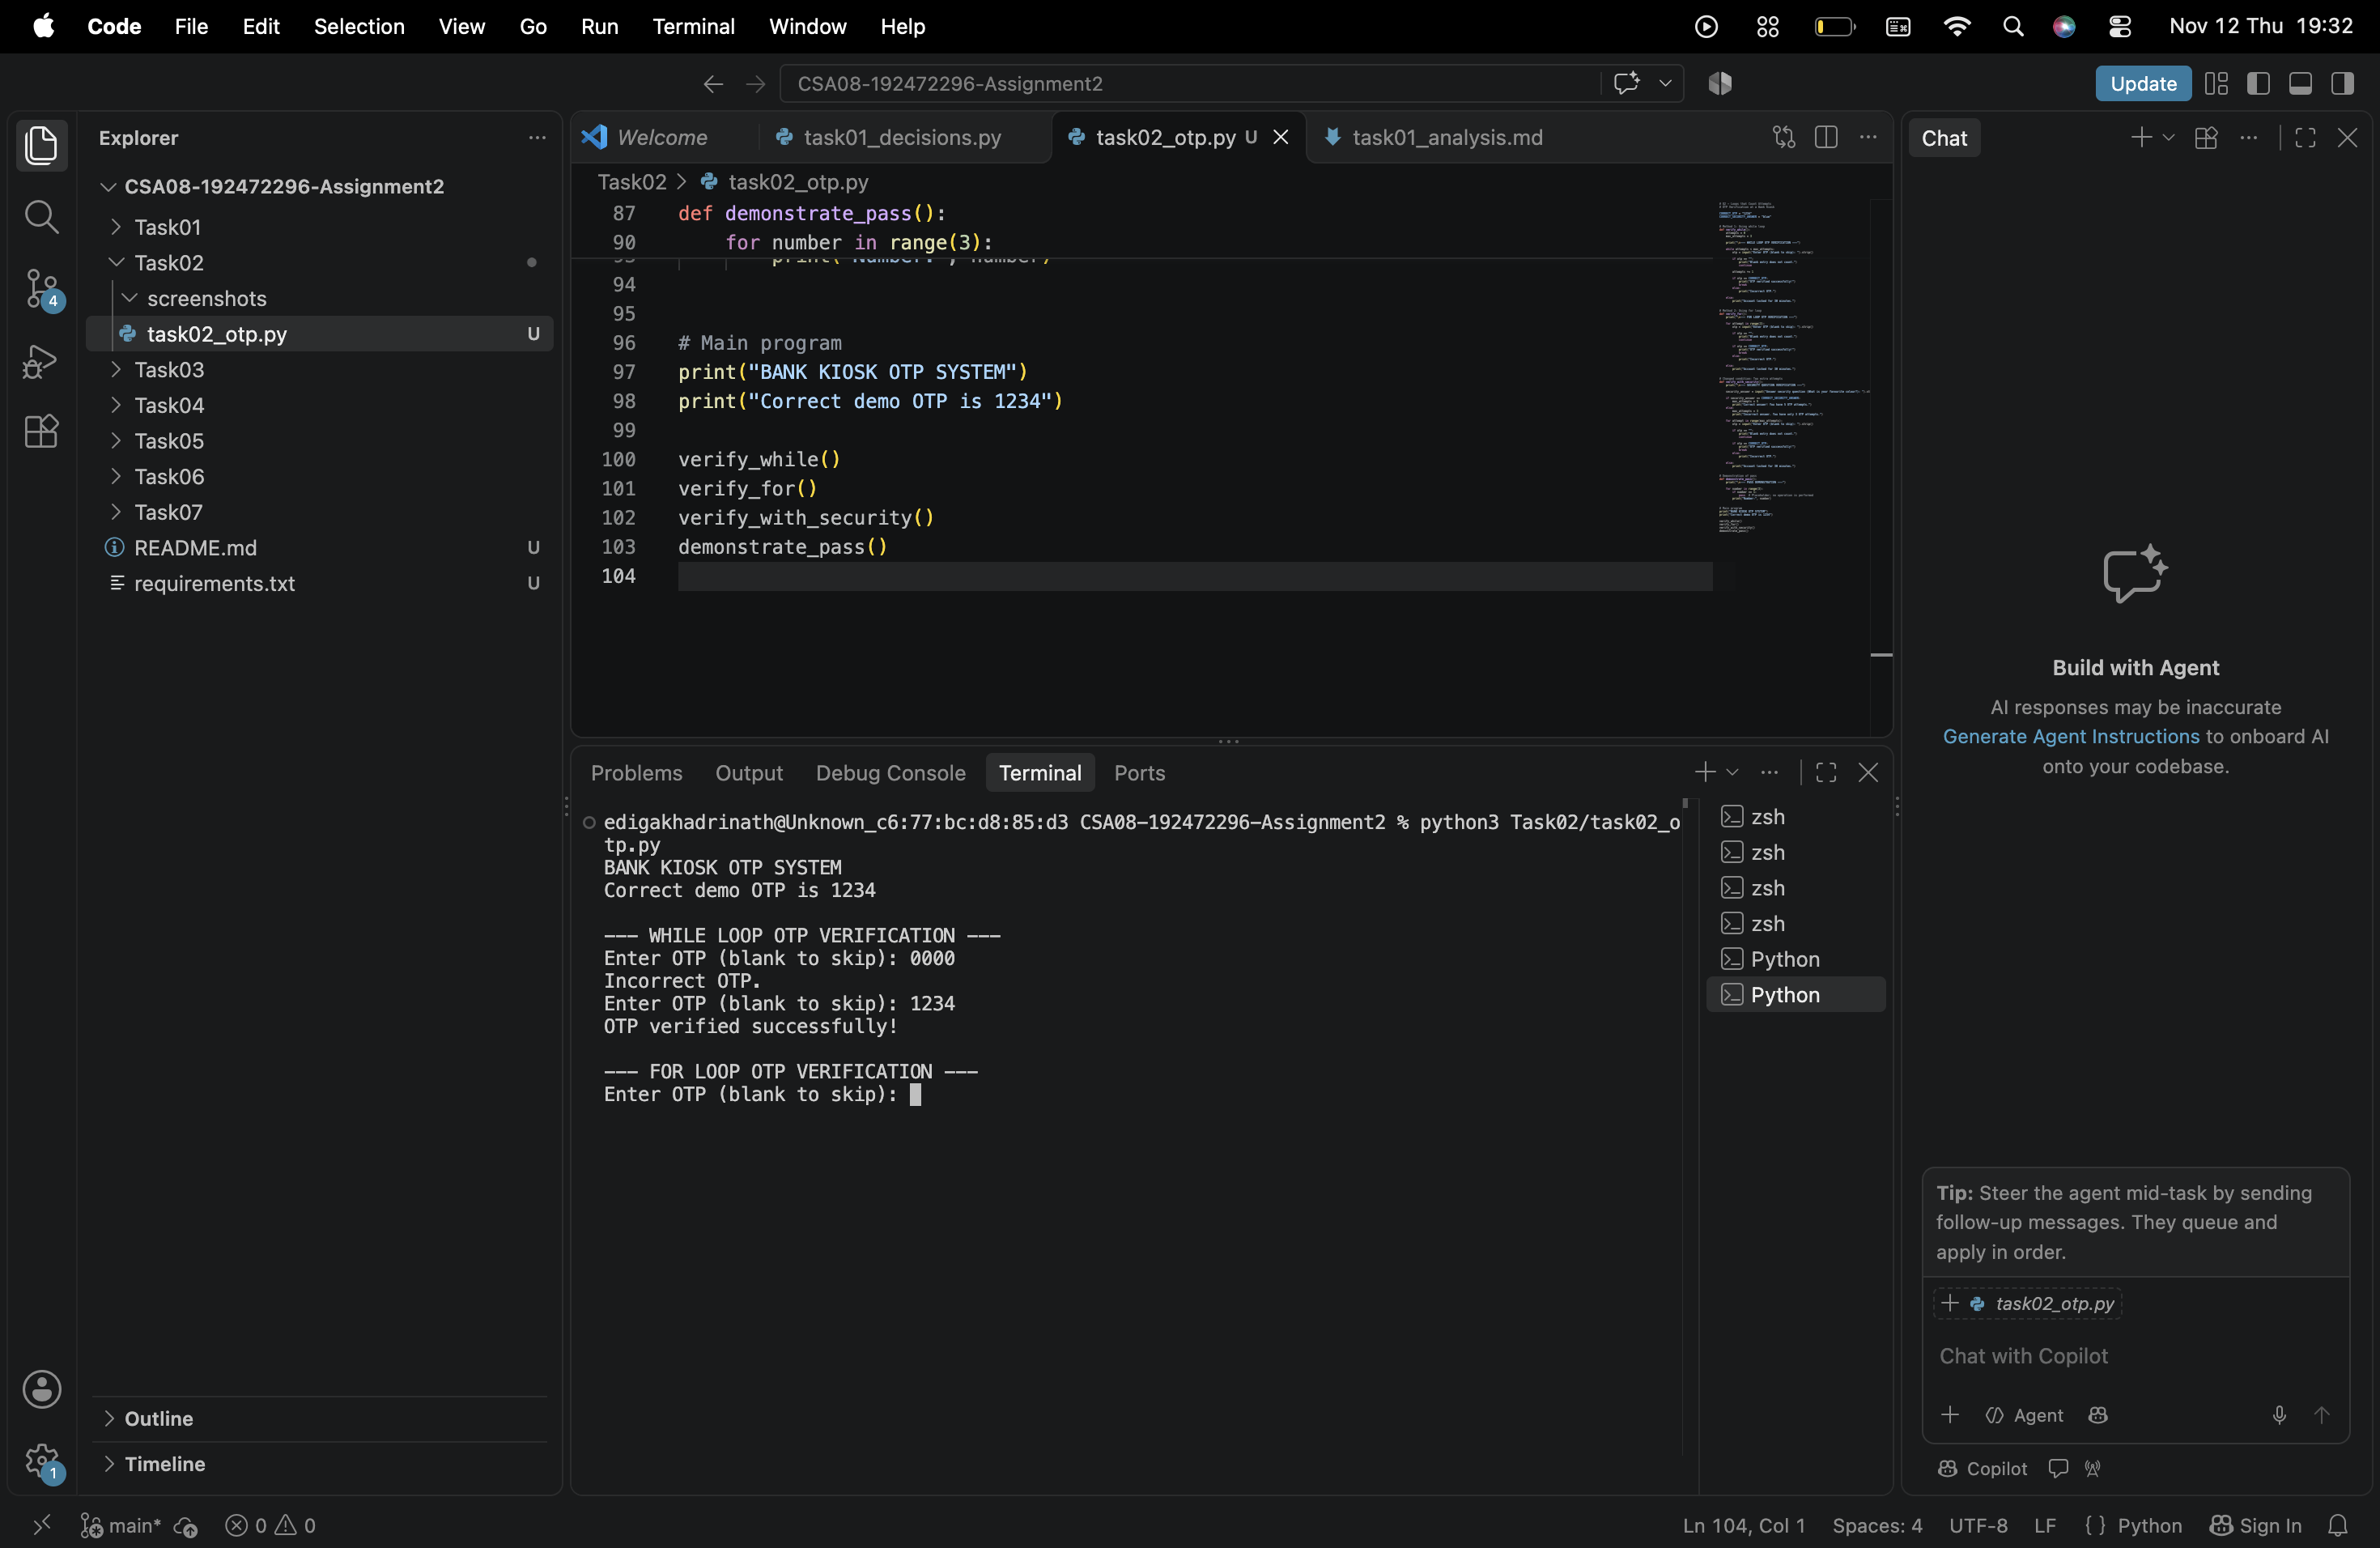 Code File Edit Selection View Go Run Terminal Window Help Nov 12 Thu 19:32
CSA08-192472296-Assignment2
Update
Explorer
CSA08-192472296-Assignment2
Task01
Task02
screenshots
task02_otp.py U
Task03
Task04
Task05
Task06
Task07
README.md U
requirements.txt U
Outline
Timeline
4
1
Welcome task01_decisions.py task02_otp.py U task01_analysis.md
Task02 > task02_otp.py
87 def demonstrate_pass():
90 for number in range(3):
94
95
96 # Main program
97 print("BANK KIOSK OTP SYSTEM")
98 print("Correct demo OTP is 1234")
99
100 verify_while()
101 verify_for()
102 verify_with_security()
103 demonstrate_pass()
104
Problems Output Debug Console Terminal Ports
edigakhadrinath@Unknown_c6:77:bc:d8:85:d3 CSA08-192472296-Assignment2 % python3 Task02/task02_o
tp.py
BANK KIOSK OTP SYSTEM
Correct demo OTP is 1234
--- WHILE LOOP OTP VERIFICATION ---
Enter OTP (blank to skip): 0000
Incorrect OTP.
Enter OTP (blank to skip): 1234
OTP verified successfully!
--- FOR LOOP OTP VERIFICATION ---
Enter OTP (blank to skip):
zsh
zsh
zsh
zsh
Python
Python
Chat
Build with Agent
AI responses may be inaccurate
Generate Agent Instructions to onboard AI
onto your codebase.
Tip: Steer the agent mid-task by sending
follow-up messages. They queue and
apply in order.
task02_otp.py
Chat with Copilot
Agent
Copilot
main* 0 0 Ln 104, Col 1 Spaces: 4 UTF-8 LF {} Python Sign In